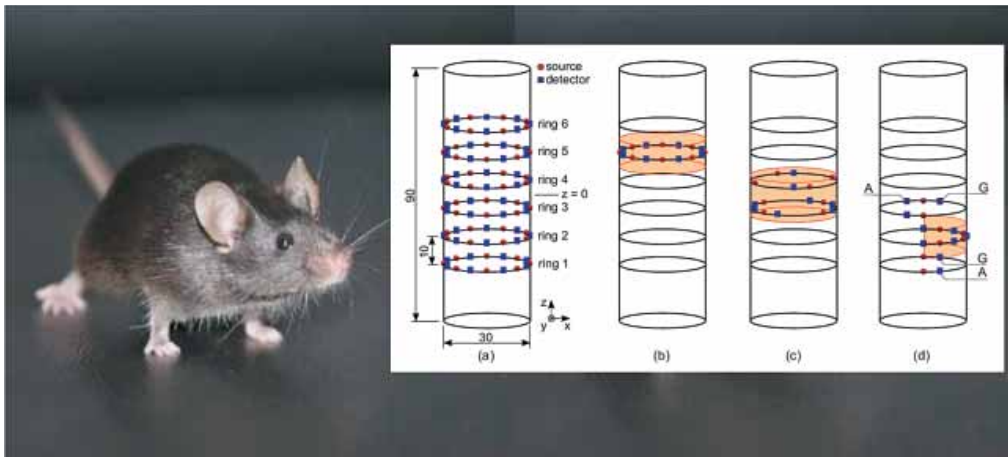 source
detector
ring 6
ring 5
ring 4
z = 0
ring 3
ring 2
ring 1
90
10
30
z
y
x
A
G
G
A
(a)
(b)
(c)
(d)